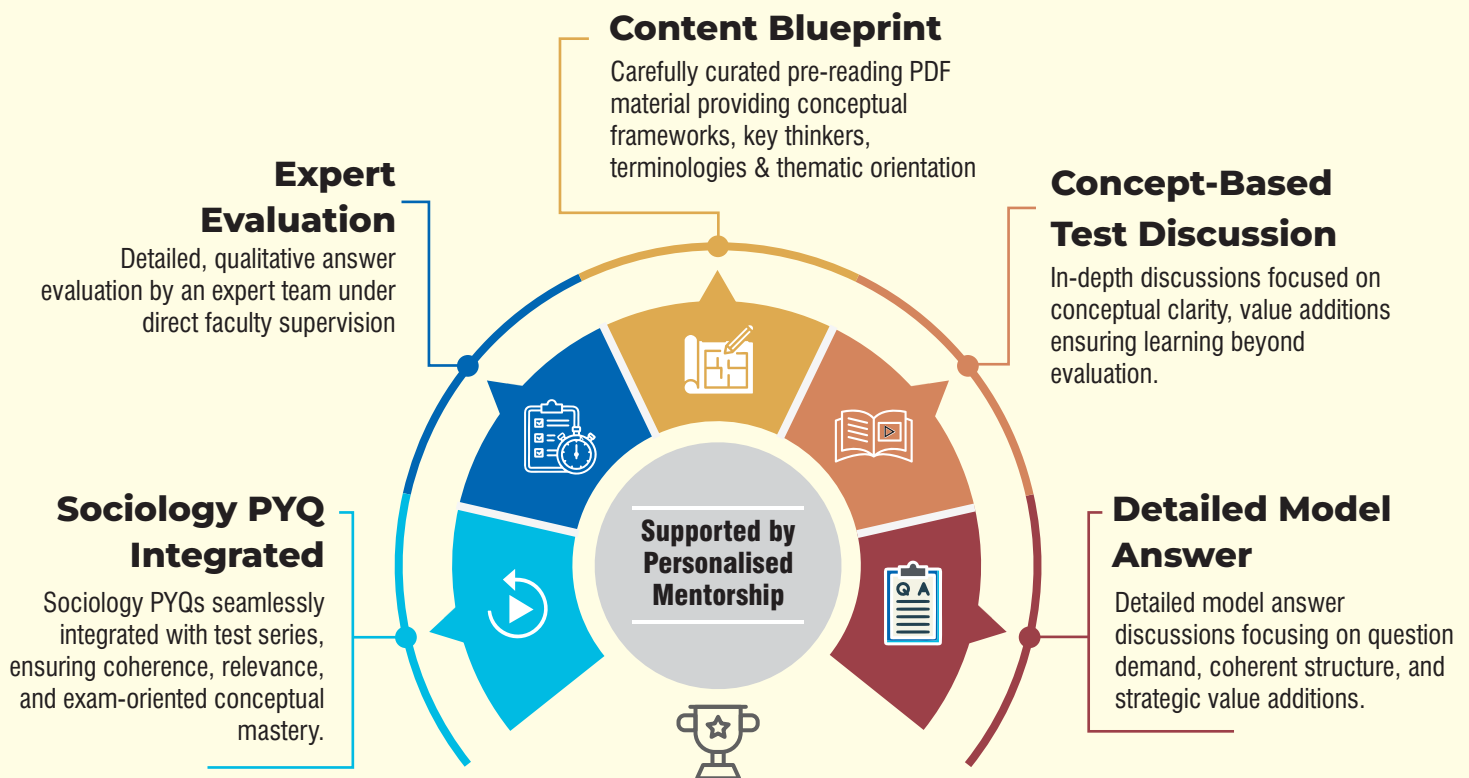 Content Blueprint
Carefully curated pre-reading PDF
material providing conceptual
frameworks, key thinkers,
terminologies & thematic orientation
Expert
Evaluation
Detailed, qualitative answer
evaluation by an expert team under
direct faculty supervision
Concept-Based
Test Discussion
In-depth discussions focused on
conceptual clarity, value additions
ensuring learning beyond
evaluation.
Sociology PYQ
Integrated
Sociology PYQs seamlessly
integrated with test series,
ensuring coherence, relevance,
and exam-oriented conceptual
mastery.
Supported by
Personalised
Mentorship
Q A
Detailed Model
Answer
Detailed model answer
discussions focusing on question
demand, coherent structure, and
strategic value additions.